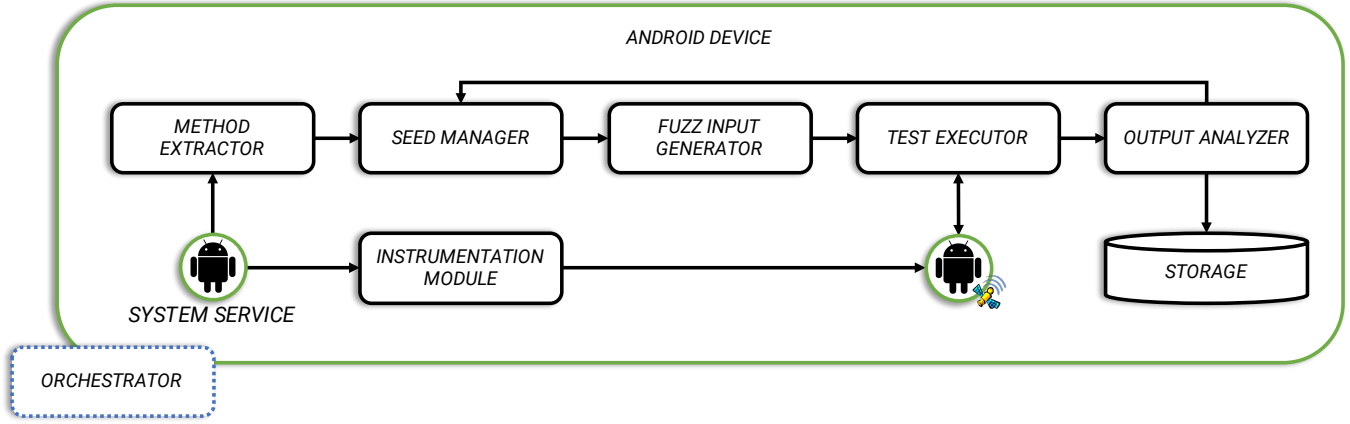 ANDROID DEVICE
METHOD
EXTRACTOR
SEED MANAGER
FUZZ INPUT
GENERATOR
TEST EXECUTOR
OUTPUT ANALYZER
INSTRUMENTATION
MODULE
STORAGE
SYSTEM SERVICE
ORCHESTRATOR